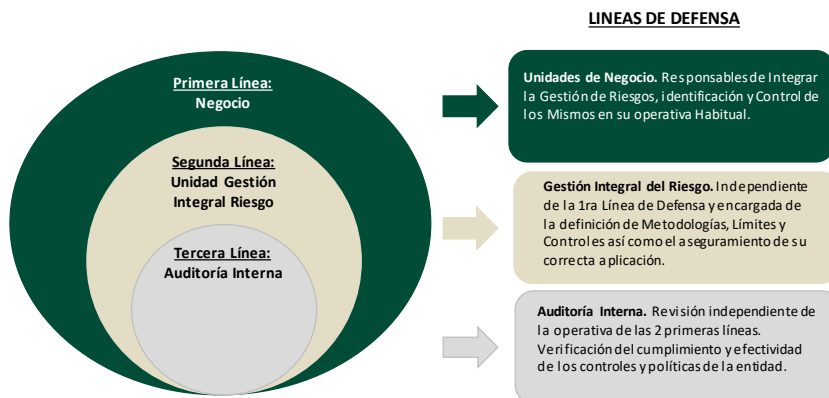 LINEAS DE DEFENSA
Primera Línea:
Negocio
Segunda Línea:
Unidad Gestión
Integral Riesgo
Tercera Línea:
Auditoría Interna
Unidades de Negocio. Responsables de Integrar
la Gestión de Riesgos, identificación y Control de
los Mismos en su operativa Habitual.
Gestión Integral del Riesgo. Independiente
de la 1ra Línea de Defensa y encargada de
la definición de Metodologías, Límites y
Controles así como el aseguramiento de su
correcta aplicación.
Auditoría Interna. Revisión independiente de
la operativa de las 2 primeras líneas.
Verificación del cumplimiento y efectividad
de los controles y políticas de la entidad.